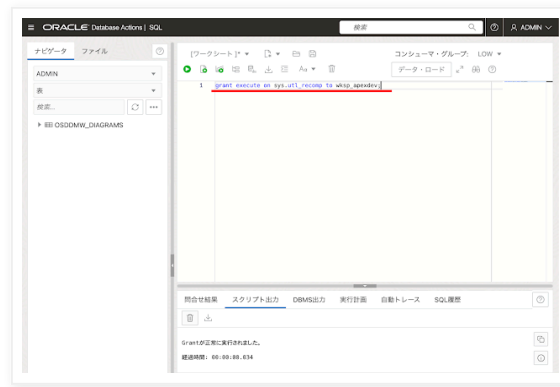 ORACLE Database Actions | SQL
検索
ADMIN
ナビゲータ ファイル
[ワークシート]*
コンシューマ・グループ: LOW
ADMIN
表
検索...
Aa
データ・ロード
OSDDMW_DIAGRAMS
1 grant execute on sys.utl_recomp to wksp_apexdev;
問合せ結果 スクリプト出力 DBMS出力 実行計画 自動トレース SQL履歴
Grantが正常に実行されました。
経過時間: 00:00:00.034